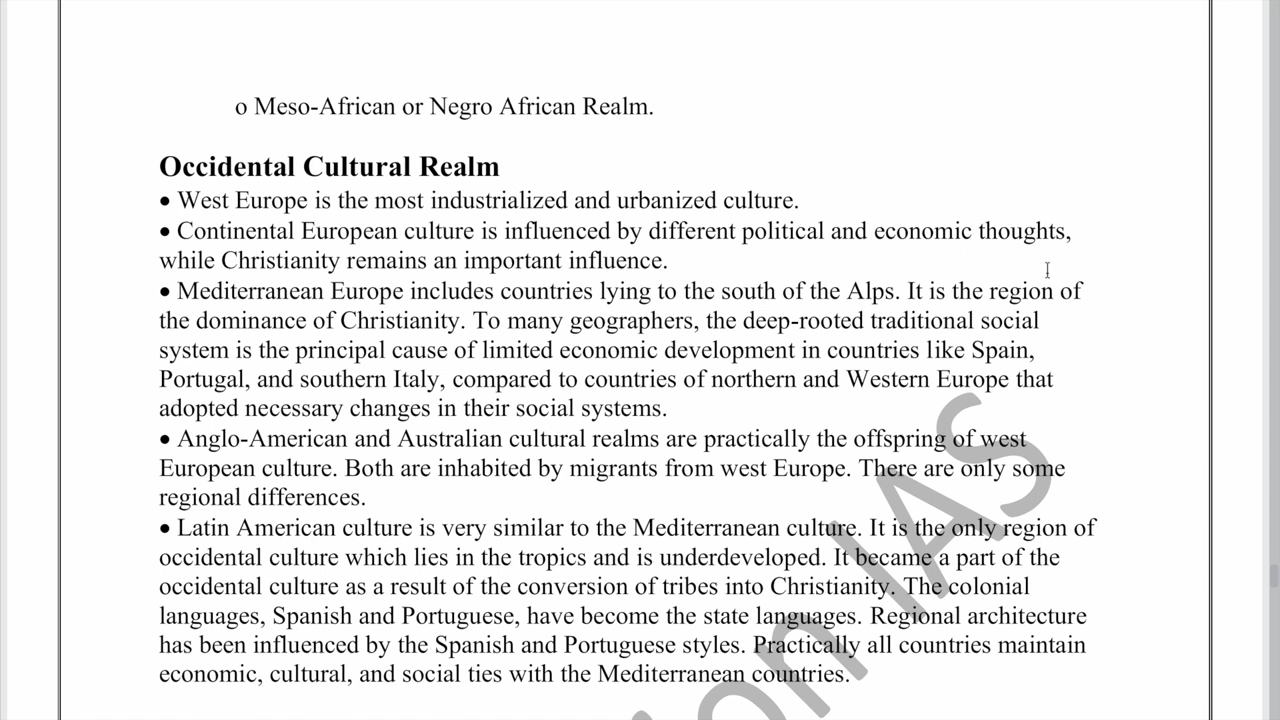 o Meso-African or Negro African Realm.
Occidental Cultural Realm
• West Europe is the most industrialized and urbanized culture.
• Continental European culture is influenced by different political and economic thoughts,
while Christianity remains an important influence.
• Mediterranean Europe includes countries lying to the south of the Alps. It is the region of
the dominance of Christianity. To many geographers, the deep-rooted traditional social
system is the principal cause of limited economic development in countries like Spain,
Portugal, and southern Italy, compared to countries of northern and Western Europe that
adopted necessary changes in their social systems.
• Anglo-American and Australian cultural realms are practically the offspring of west
European culture. Both are inhabited by migrants from west Europe. There are only some
regional differences.
• Latin American culture is very similar to the Mediterranean culture. It is the only region of
occidental culture which lies in the tropics and is underdeveloped. It became a part of the
occidental culture as a result of the conversion of tribes into Christianity. The colonial
languages, Spanish and Portuguese, have become the state languages. Regional architecture
has been influenced by the Spanish and Portuguese styles. Practically all countries maintain
economic, cultural, and social ties with the Mediterranean countries.
IAS